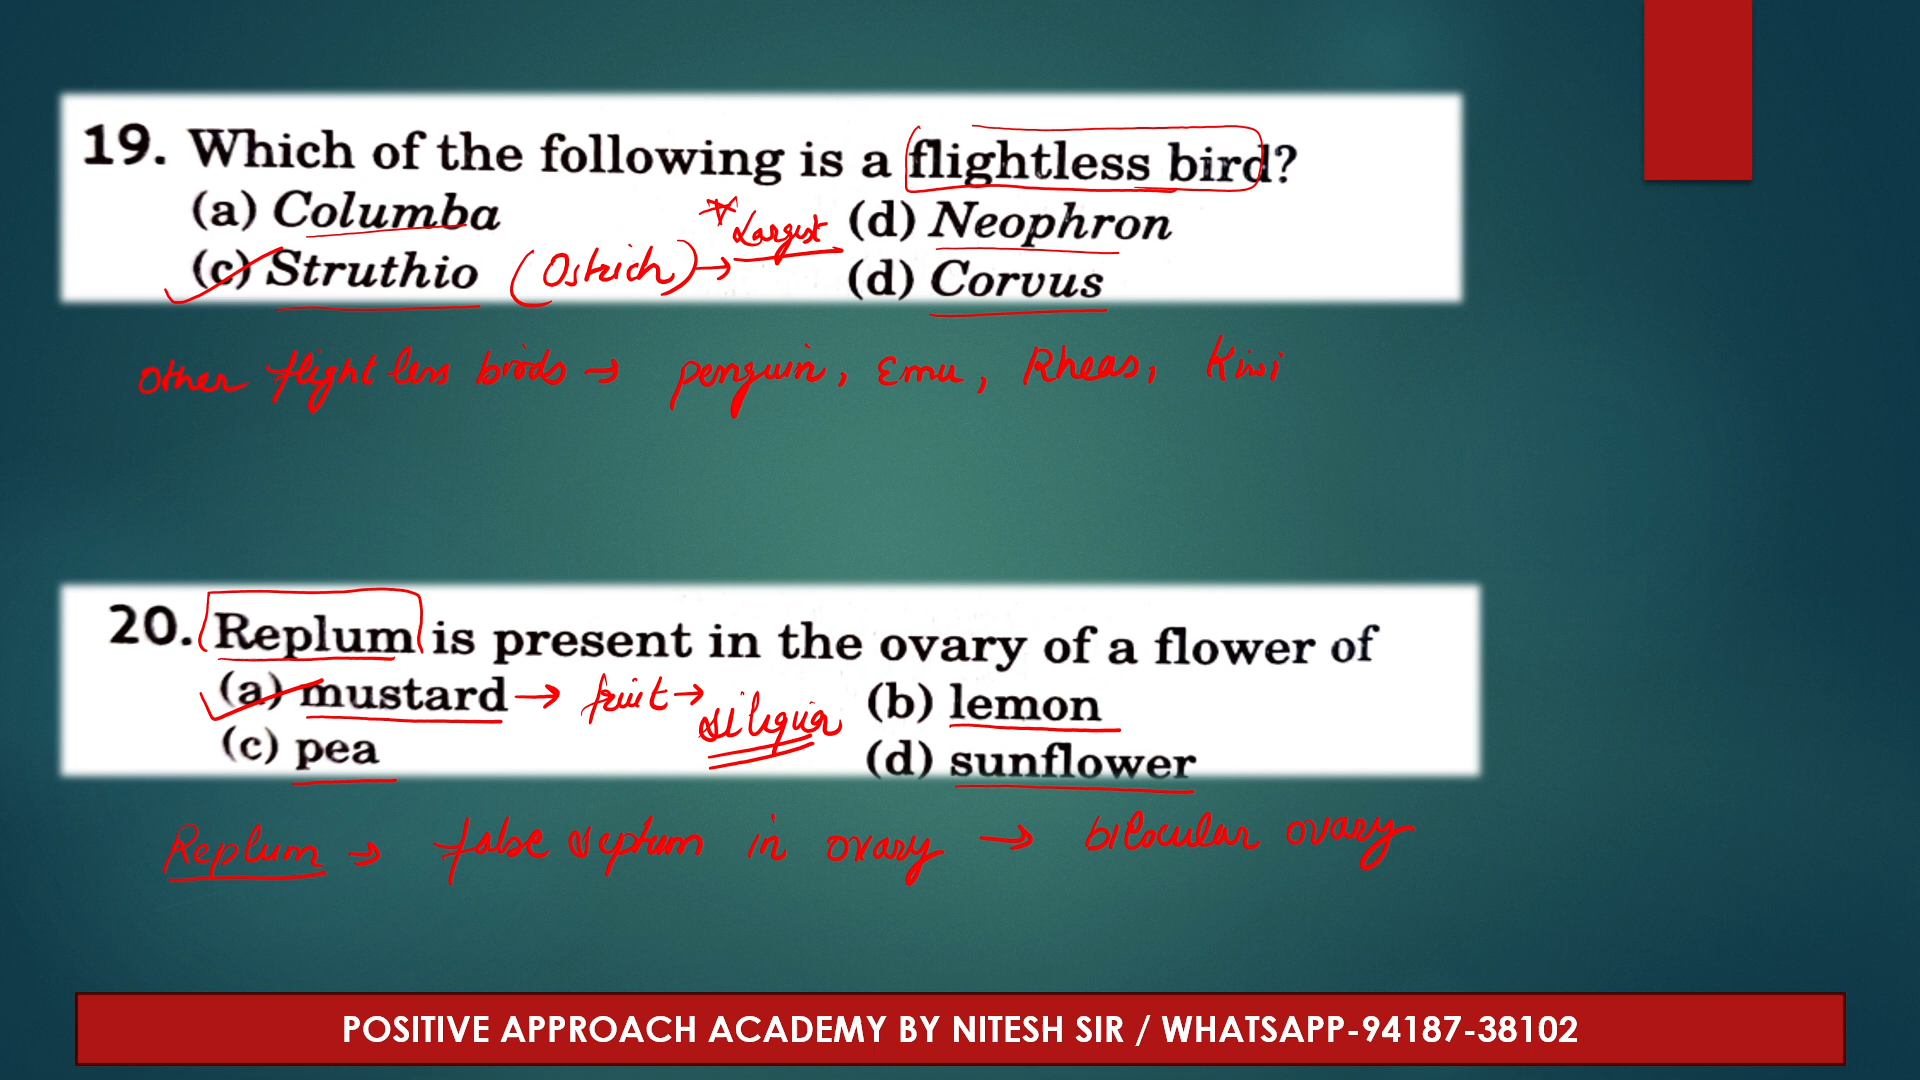 19. Which of the following is a flightless bird?
(a) Columba (d) Neophron
* Largest
(c) Struthio (Ostrich) → (d) Corvus
Other flightless birds → penguin, Emu, Rheas, Kiwi
20. Replum is present in the ovary of a flower of
(a) mustard → fruit → siliqua (b) lemon
(c) pea (d) sunflower
Replum → false septum in ovary → bilocular ovary
POSITIVE APPROACH ACADEMY BY NITESH SIR / WHATSAPP-94187-38102